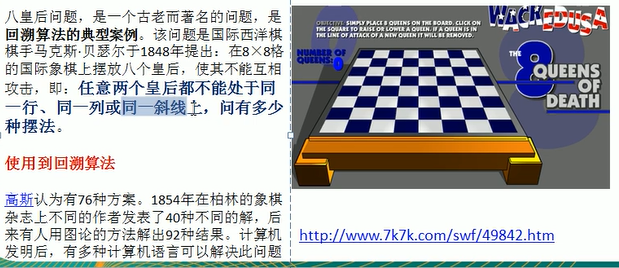 八皇后问题，是一个古老而著名的问题，是
回溯算法的典型案例。该问题是国际西洋棋
棋手马克斯·贝瑟尔于1848年提出：在8×8格
的国际象棋上摆放八个皇后，使其不能互相
攻击，即：任意两个皇后都不能处于同
一行、同一列或同一斜线上，问有多少
种摆法。
使用到回溯算法
高斯认为有76种方案。1854年在柏林的象棋
杂志上不同的作者发表了40种不同的解，后
来有人用图论的方法解出92种结果。计算机
发明后，有多种计算机语言可以解决此问题
OBJECTIVE: SIMPLY PLACE 8 QUEENS ON THE BOARD. CLICK ON
THE SQUARES TO RAISE OR LOWER A QUEEN. IF A QUEEN IS IN
THE LINE OF ATTACK OF A NEW QUEEN IT WILL BE REMOVED.
WACKEDUSA
NUMBER OF
QUEENS:0
THE
8 QUEENS
OF
DEATH
http://www.7k7k.com/swf/49842.htm